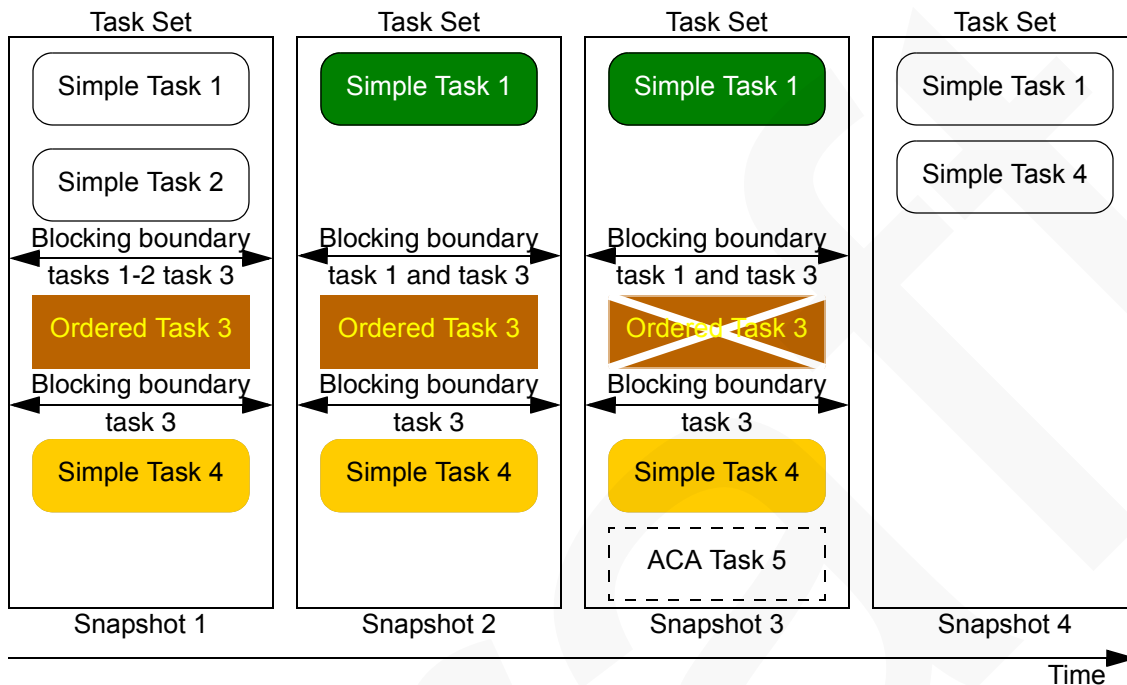 Task Set
Simple Task 1
Simple Task 2
Blocking boundary
tasks 1-2 task 3
Ordered Task 3
Blocking boundary
task 3
Simple Task 4
Snapshot 1
Task Set
Simple Task 1
Blocking boundary
task 1 and task 3
Ordered Task 3
Blocking boundary
task 3
Simple Task 4
Snapshot 2
Task Set
Simple Task 1
Blocking boundary
task 1 and task 3
Ordered Task 3
Blocking boundary
task 3
Simple Task 4
ACA Task 5
Snapshot 3
Task Set
Simple Task 1
Simple Task 4
Snapshot 4
Time